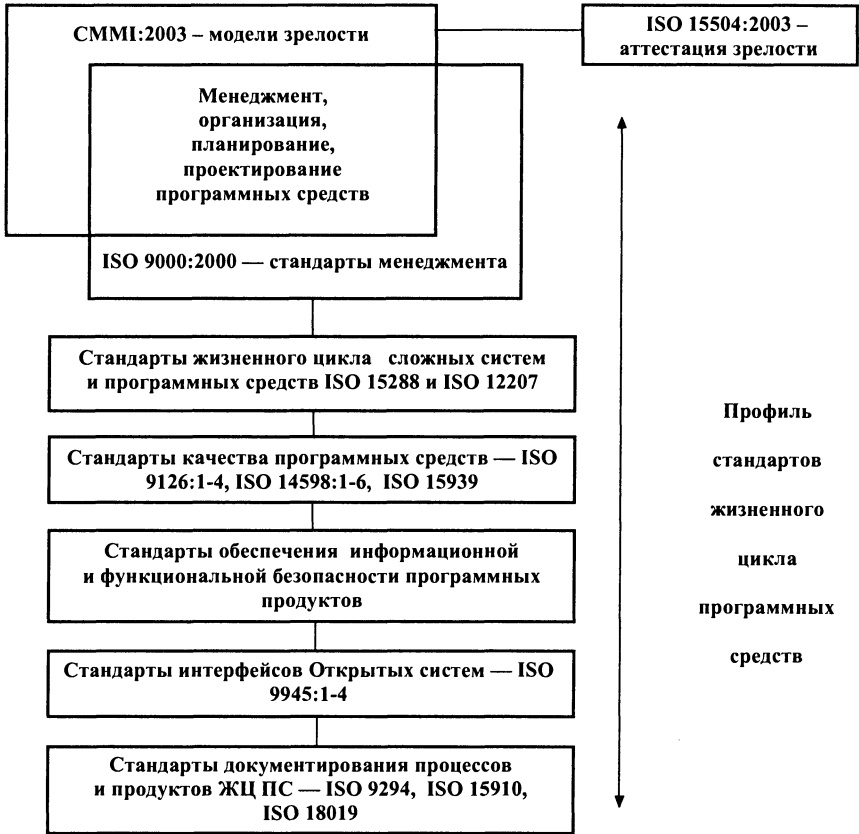 CMMI:2003 – модели зрелости
ISO 15504:2003 –
аттестация зрелости
Менеджмент,
организация,
планирование,
проектирование
программных средств
ISO 9000:2000 — стандарты менеджмента
Стандарты жизненного цикла сложных систем
и программных средств ISO 15288 и ISO 12207
Стандарты качества программных средств — ISO
9126:1-4, ISO 14598:1-6, ISO 15939
Стандарты обеспечения информационной
и функциональной безопасности программных
продуктов
Стандарты интерфейсов Открытых систем — ISO
9945:1-4
Стандарты документирования процессов
и продуктов ЖЦ ПС — ISO 9294, ISO 15910,
ISO 18019
Профиль
стандартов
жизненного
цикла
программных
средств